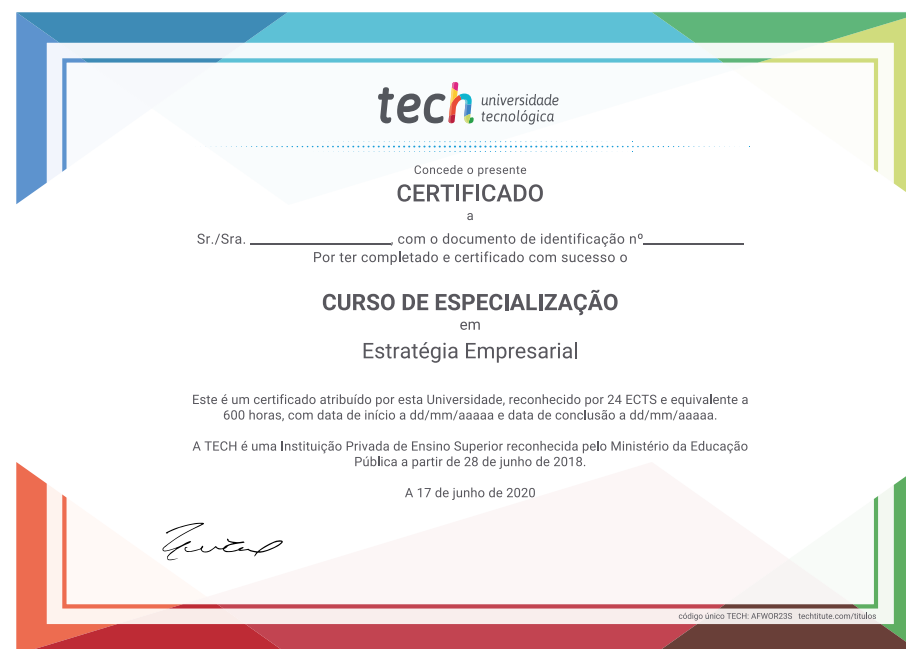 tech universidade
tecnológica
Concede o presente
CERTIFICADO
a
Sr./Sra. __________________, com o documento de identificação nº_____________
Por ter completado e certificado com sucesso o
CURSO DE ESPECIALIZAÇÃO
em
Estratégia Empresarial
Este é um certificado atribuído por esta Universidade, reconhecido por 24 ECTS e equivalente a
600 horas, com data de início a dd/mm/aaaaa e data de conclusão a dd/mm/aaaaa.
A TECH é uma Instituição Privada de Ensino Superior reconhecida pelo Ministério da Educação
Pública a partir de 28 de junho de 2018.
A 17 de junho de 2020
código único TECH: AFWOR23S techtitute.com/titulos